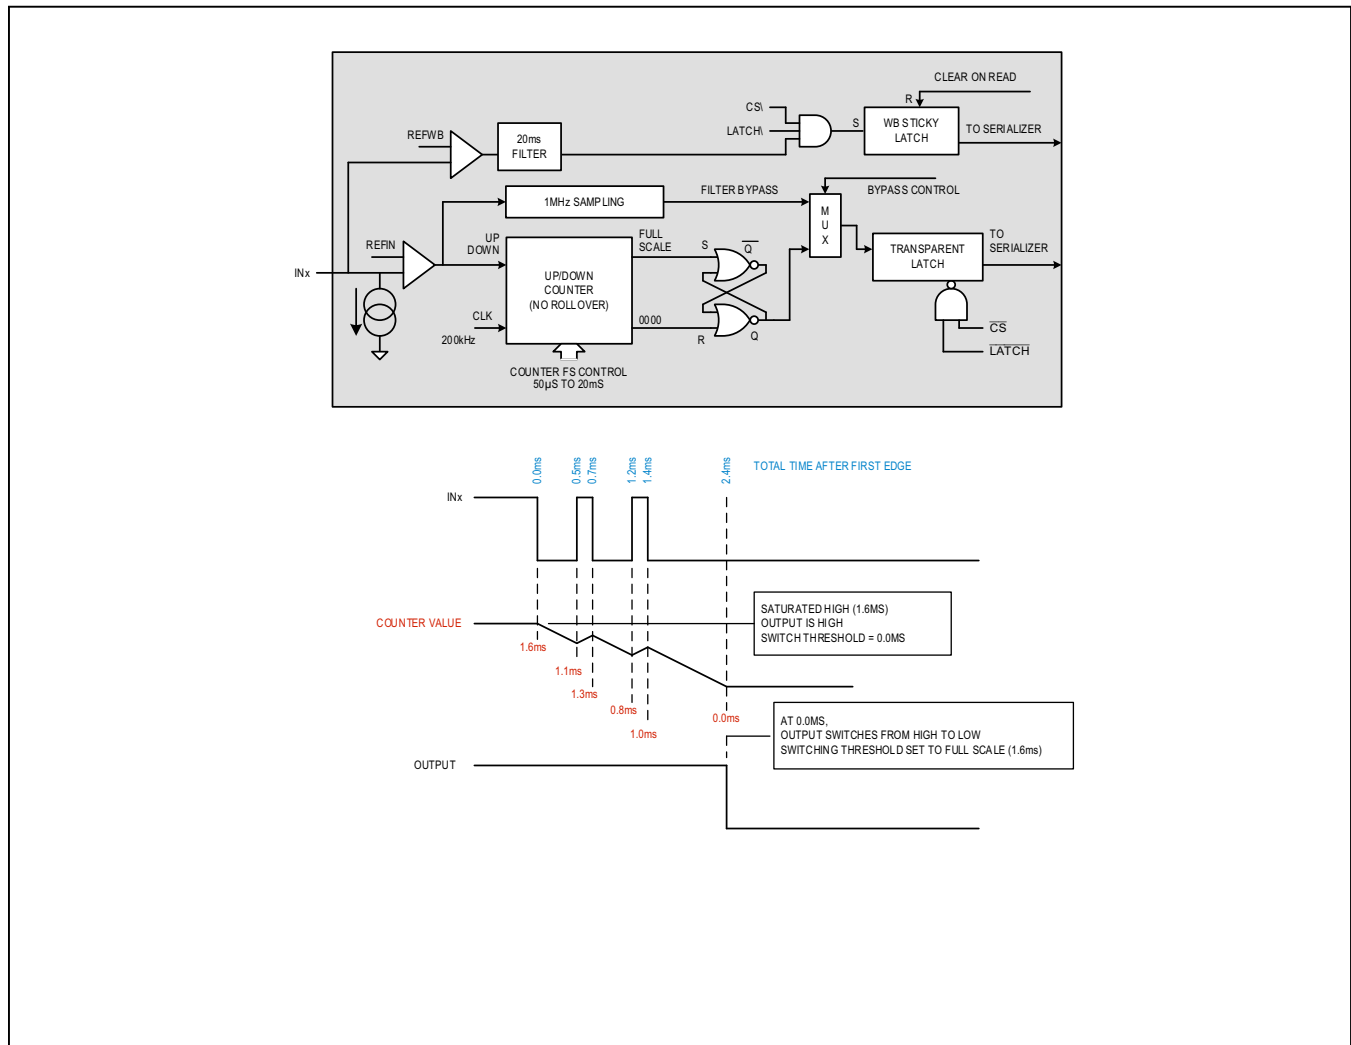 CLEAR ON READ
R
CS\
LATCH\
S
WB STICKY
LATCH
TO SERIALIZER
REFWB
20ms
FILTER
1MHz SAMPLING
FILTER BYPASS
BYPASS CONTROL
M
U
X
REFIN
UP
DOWN
FULL
SCALE
S
Q
TRANSPARENT
LATCH
TO
SERIALIZER
INx
UP/DOWN
COUNTER
(NO ROLLOVER)
CLK
200kHz
0000
R
Q
CS
LATCH
COUNTER FS CONTROL
50µS TO 20mS
0.0ms
0.5ms
0.7ms
1.2ms
1.4ms
2.4ms
TOTAL TIME AFTER FIRST EDGE
INx
COUNTER VALUE
SATURATED HIGH (1.6MS)
OUTPUT IS HIGH
SWITCH THRESHOLD = 0.0MS
1.6ms
1.1ms
1.3ms
0.8ms
1.0ms
0.0ms
AT 0.0MS,
OUTPUT SWITCHES FROM HIGH TO LOW
SWITCHING THRESHOLD SET TO FULL SCALE (1.6ms)
OUTPUT